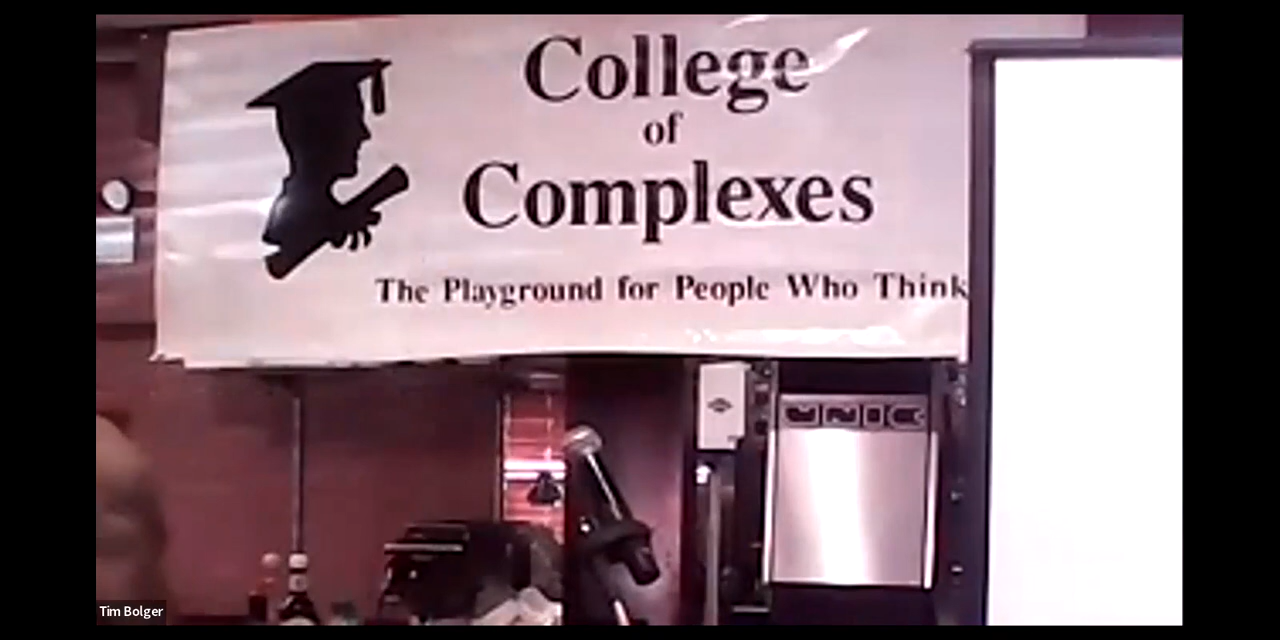 College
of
Complexes
The Playground for People Who Think
Tim Bolger